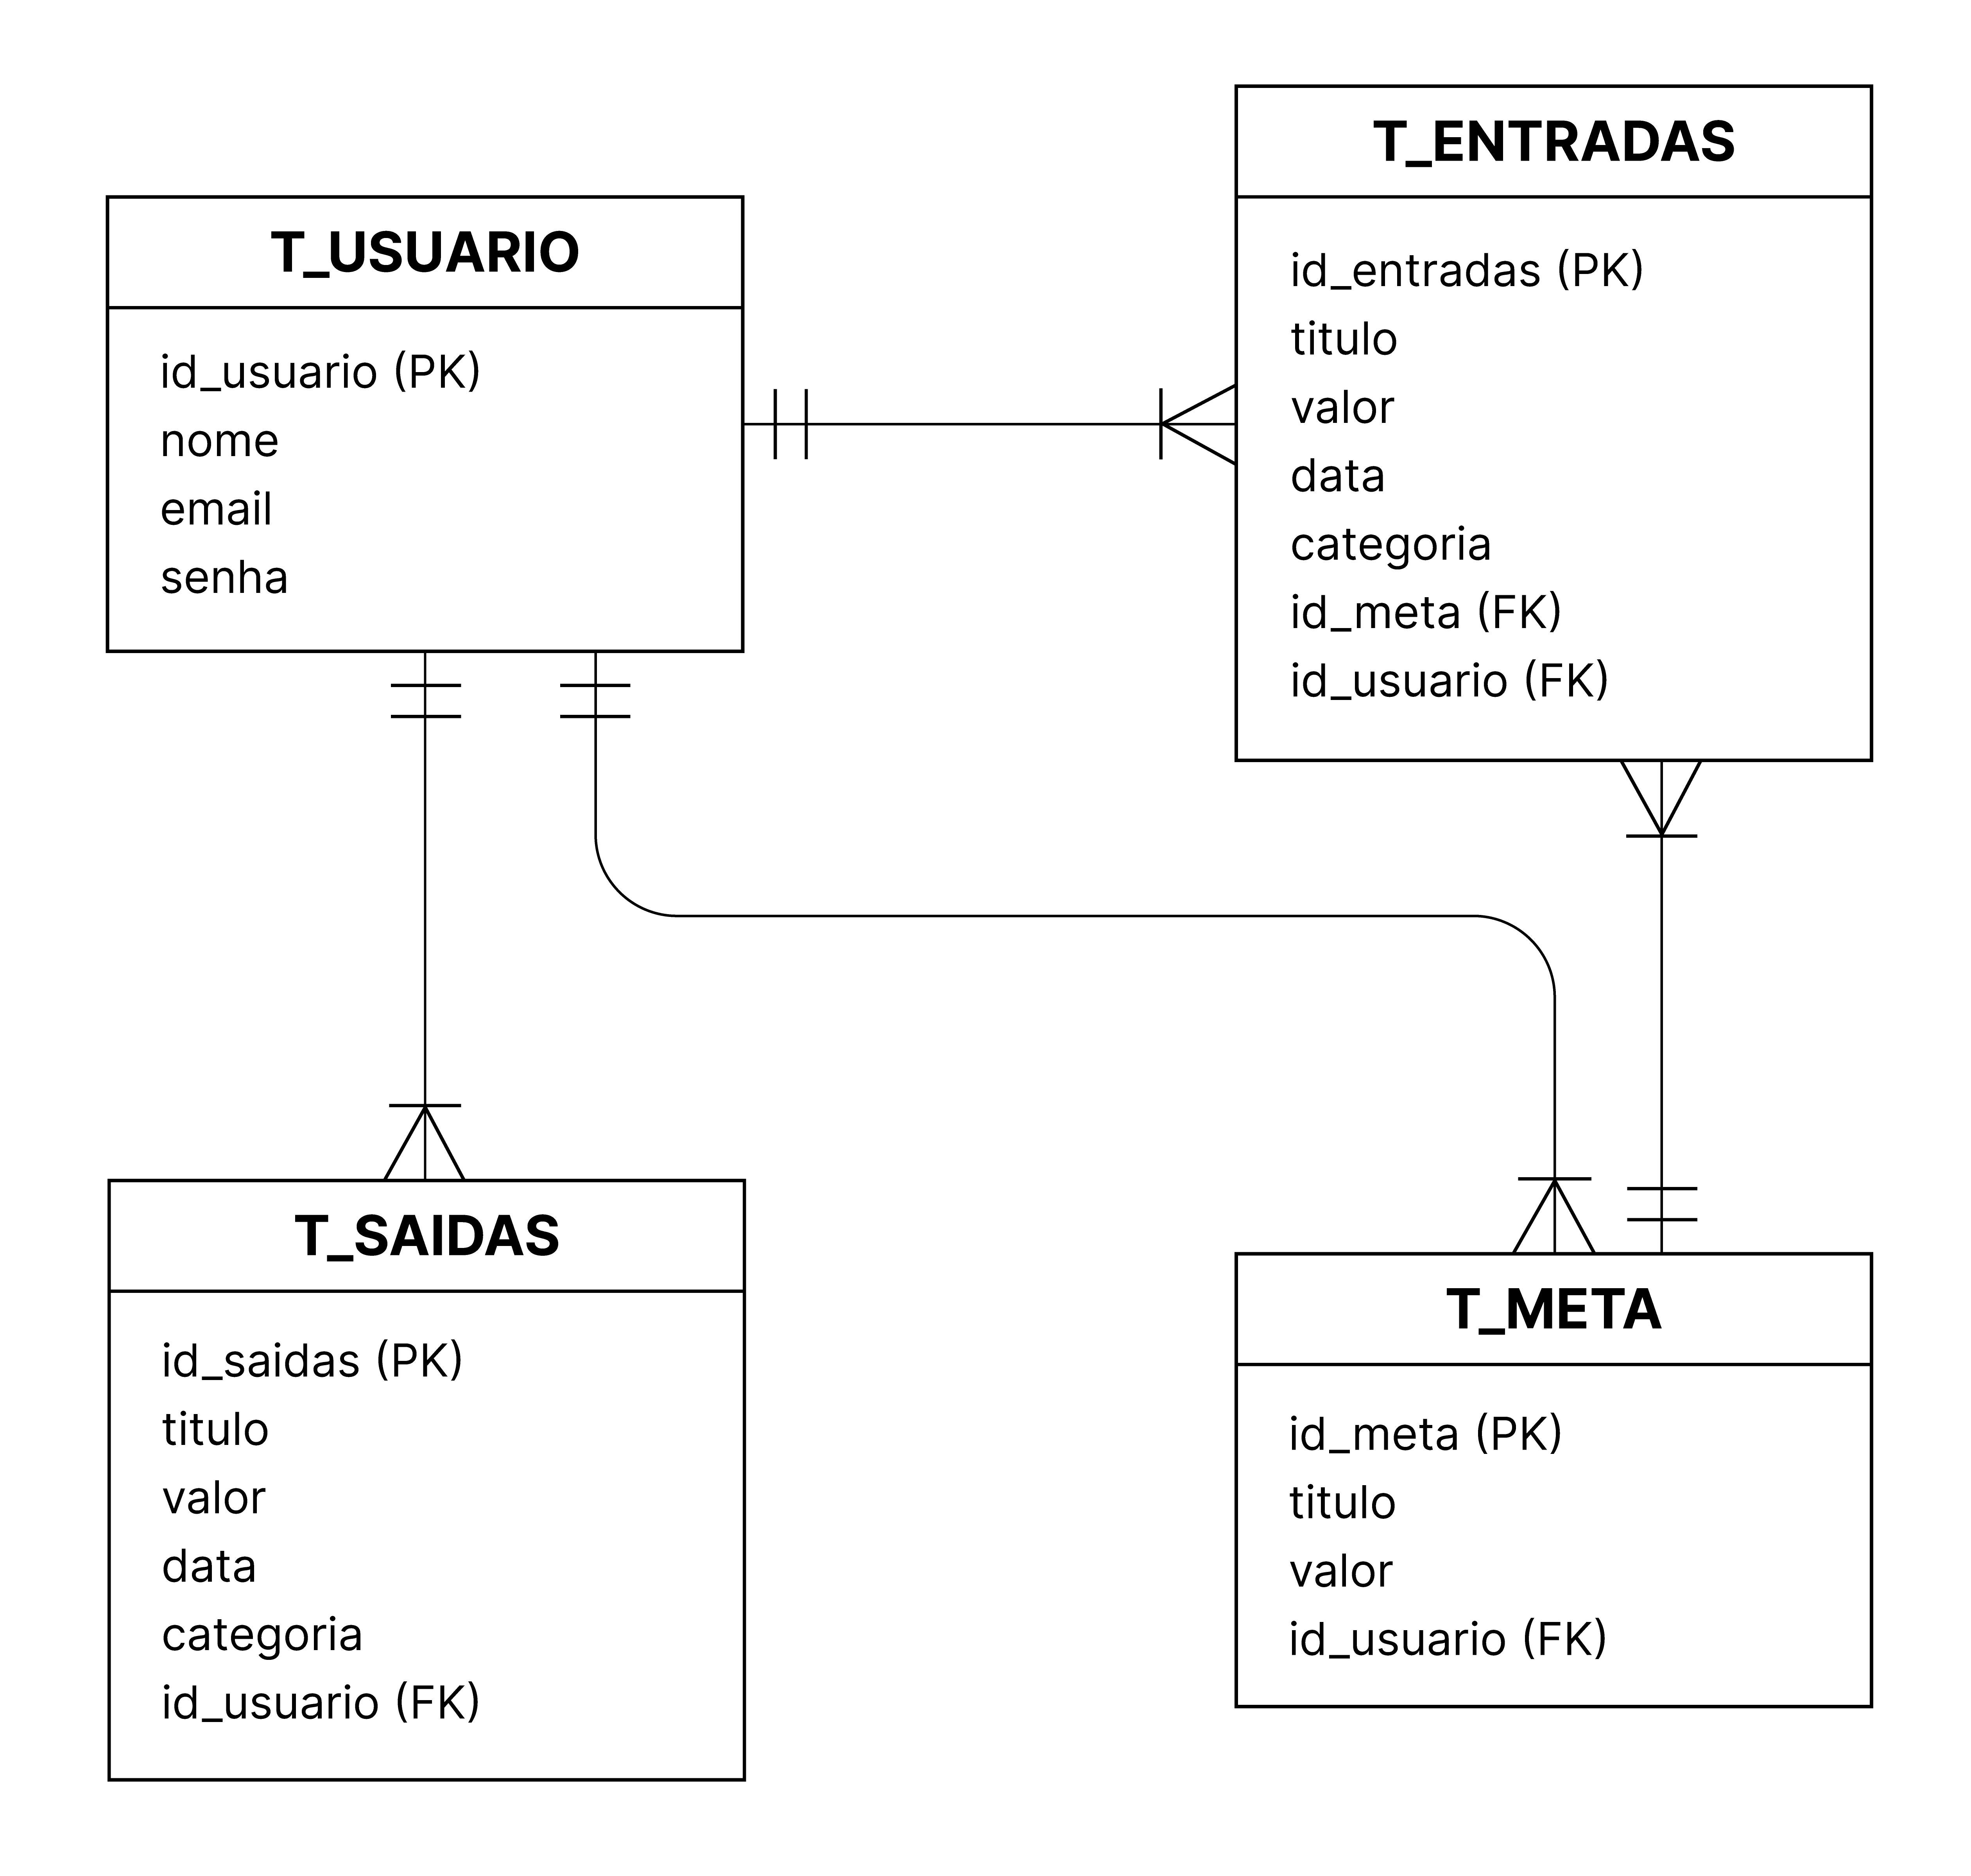 T_USUARIO
id_usuario (PK)
nome
email
senha
T_ENTRADAS
id_entradas (PK)
titulo
valor
data
categoria
id_meta (FK)
id_usuario (FK)
T_SAIDAS
id_saidas (PK)
titulo
valor
data
categoria
id_usuario (FK)
T_META
id_meta (PK)
titulo
valor
id_usuario (FK)